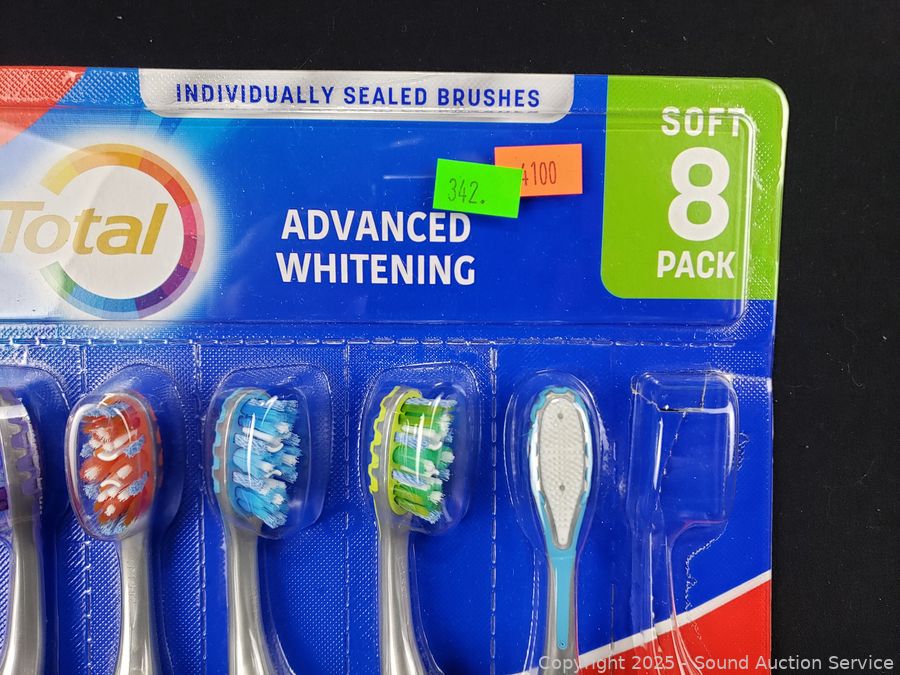 INDIVIDUALLY SEALED BRUSHES
SOFT
8
PACK
4100
342.
Total
ADVANCED
WHITENING
Copyright 2025 - Sound Auction Service